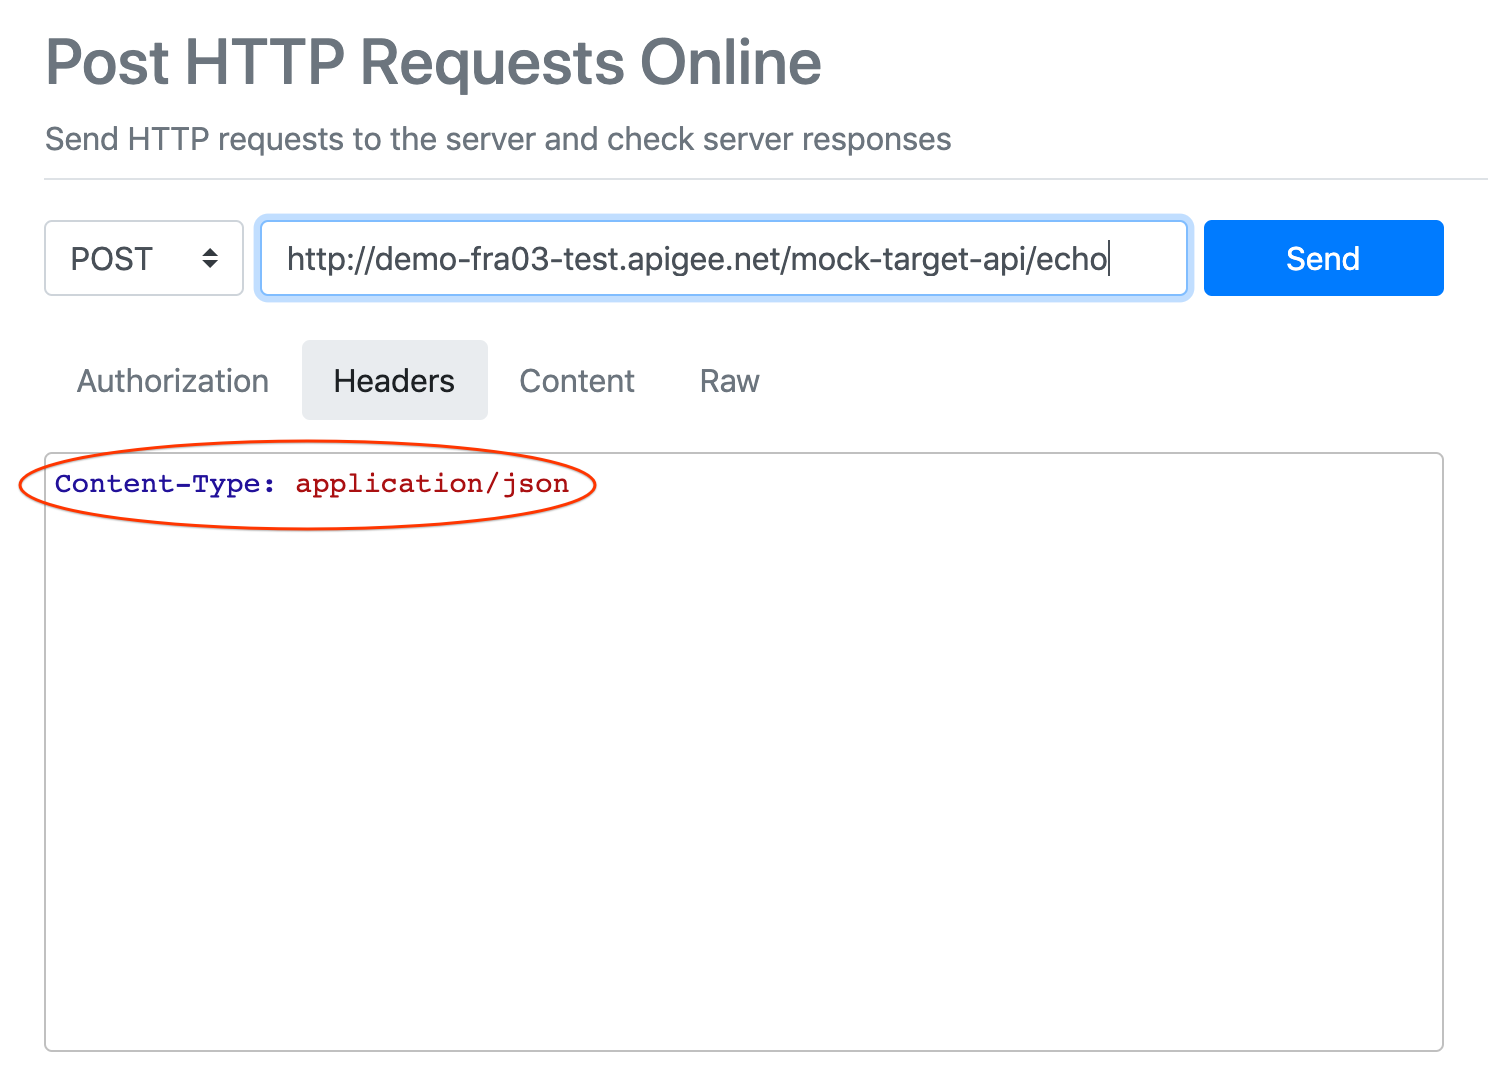 Post HTTP Requests Online
Send HTTP requests to the server and check server responses
POST http://demo-fra03-test.apigee.net/mock-target-api/echo Send
Authorization Headers Content Raw
Content-Type: application/json